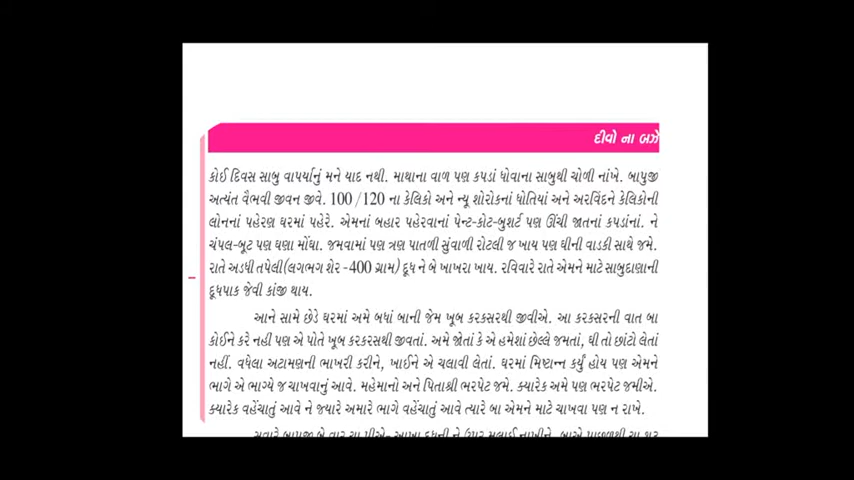 દીવો ના બઝે
કોઈ દિવસ સાબુ વાપર્યાનું મને યાદ નથી. માથાના વાળ પણ કપડાં ધોવાના સાબુથી ચોળી નાંખે. બાપુજી
અત્યંત વૈભવી જીવન જીવે. 100 /120 ના કેલિકો અને ન્યૂ શોરોકનાં ધોતિયાં અને અરવિંદને કેલિકોની
લોનનાં પહેરણ ઘરમાં પહેરે. એમનાં બહાર પહેરવાનાં પેન્ટ-કોટ-બુશર્ટ પણ ઊંચી જાતનાં કપડાંનાં. ને
ચંપલ-બૂટ પણ ઘણા મોંઘા. જમવામાં પણ ત્રણ પાતળી સુંવાળી રોટલી જ ખાય પણ ઘીની વાડકી સાથે જમે.
રાતે અડધી તપેલી(લગભગ શેર -400 ગ્રામ) દૂધ ને બે ખાખરા ખાય. રવિવારે રાતે એમને માટે સાબુદાણાની
દૂધપાક જેવી કાંજી થાય.
આને સામે છેડે ઘરમાં અમે બધાં બાની જેમ ખૂબ કરકસરથી જીવીએ. આ કરકસરની વાત બા
કોઈને કરે નહીં પણ એ પોતે ખૂબ કરકરસથી જીવતાં. અમે જોતાં કે એ હમેશાં છેલ્લે જમતાં, ઘી તો છાંટો લેતાં
નહીં. વધેલા અટામણની ભાખરી કરીને, ખાઈને એ ચલાવી લેતાં. ઘરમાં મિષ્ટાન્ન કર્યું હોય પણ એમને
ભાગે એ ભાગ્યે જ ચાખવાનું આવે. મહેમાનો અને પિતાશ્રી ભરપેટ જમે. ક્યારેક અમે પણ ભરપેટ જમીએ.
ક્યારેક વહેંચાતું આવે ને જ્યારે અમારે ભાગે વહેંચાતું આવે ત્યારે બા એમને માટે ચાખવા પણ ન રાખે.